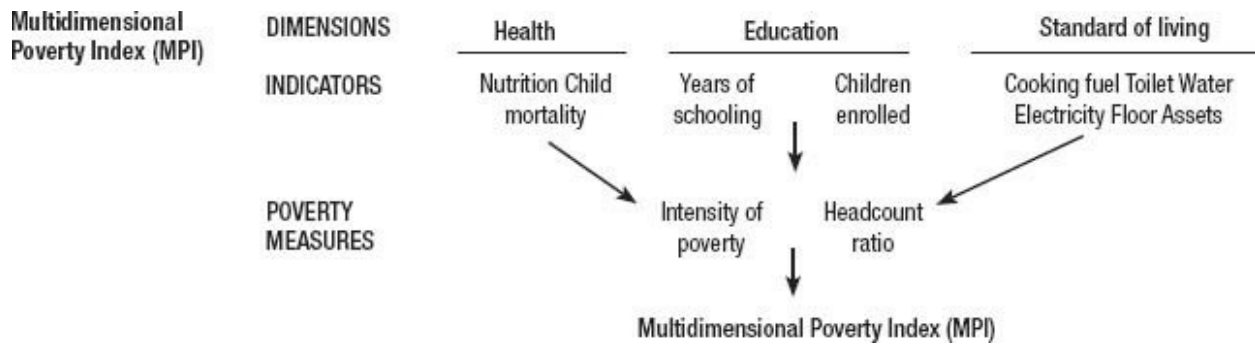 Multidimensional
Poverty Index (MPI)
DIMENSIONS
Health
Education
Standard of living
INDICATORS
Nutrition Child
mortality
Years of
schooling
Children
enrolled
Cooking fuel Toilet Water
Electricity Floor Assets
POVERTY
MEASURES
Intensity of
poverty
Headcount
ratio
Multidimensional Poverty Index (MPI)